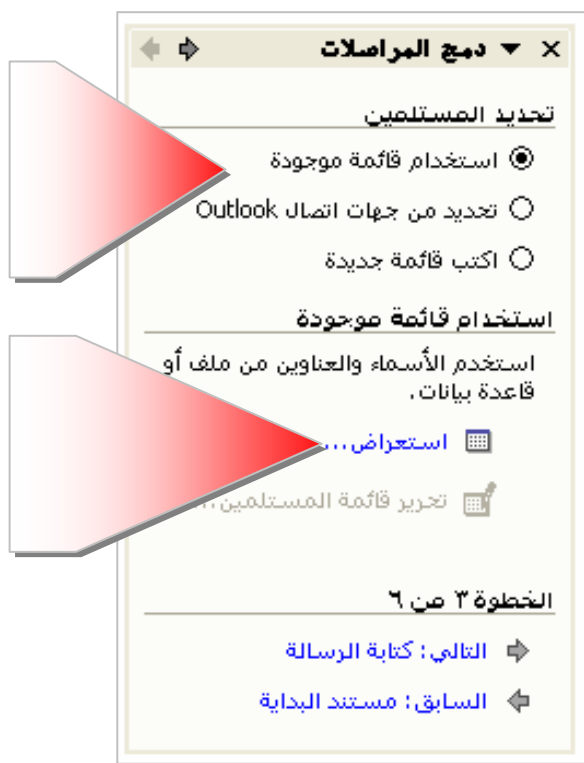 دمج المراسلات
تحديد المستلمين
استخدام قائمة موجودة
تحديد من جهات اتصال Outlook
اكتب قائمة جديدة
استخدام قائمة موجودة
استخدم الأسماء والعناوين من ملف أو
قاعدة بيانات.
استعراض...
تحرير قائمة المستلمين...
الخطوة ٣ من ٦
التالي: كتابة الرسالة
السابق: مستند البداية